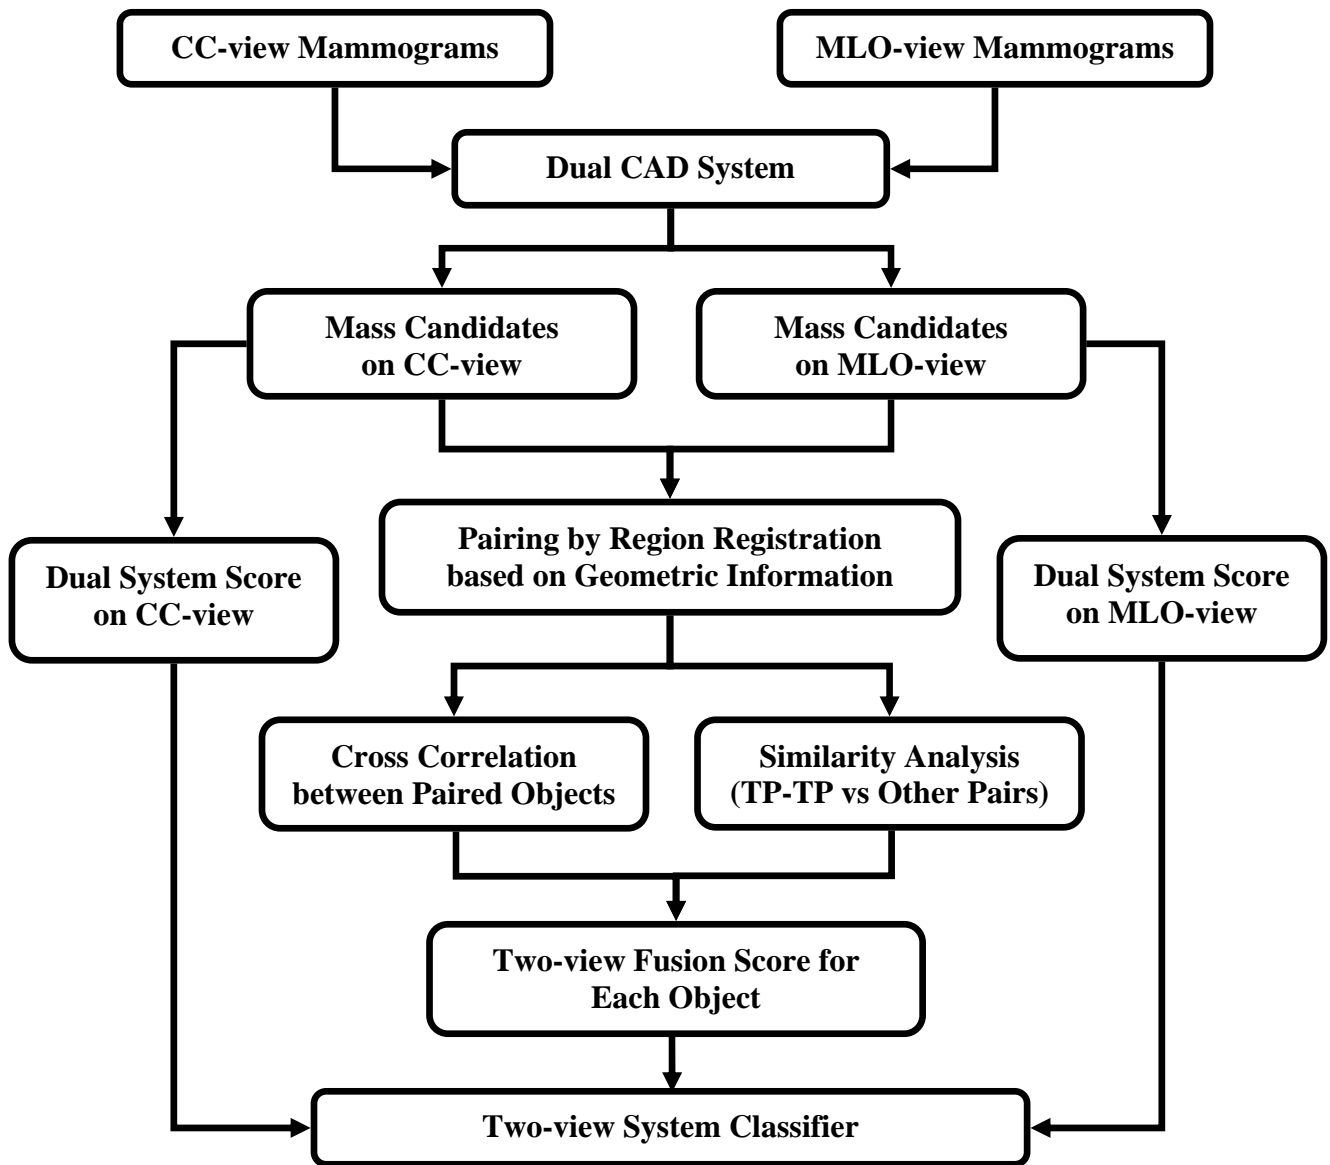 CC-view Mammograms
MLO-view Mammograms
Dual CAD System
Mass Candidates
on CC-view
Mass Candidates
on MLO-view
Pairing by Region Registration
based on Geometric Information
Dual System Score
on CC-view
Dual System Score
on MLO-view
Cross Correlation
between Paired Objects
Similarity Analysis
(TP-TP vs Other Pairs)
Two-view Fusion Score for
Each Object
Two-view System Classifier